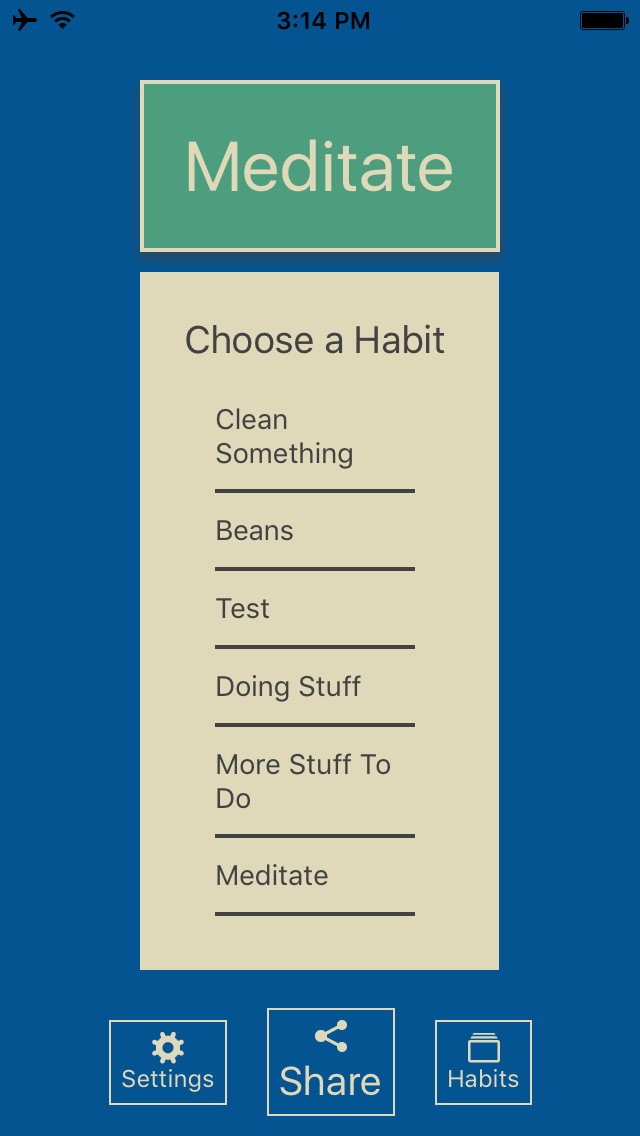 3:14 PM
Meditate
Choose a Habit
Clean
Something
Beans
Test
Doing Stuff
More Stuff To
Do
Meditate
Settings
Share
Habits